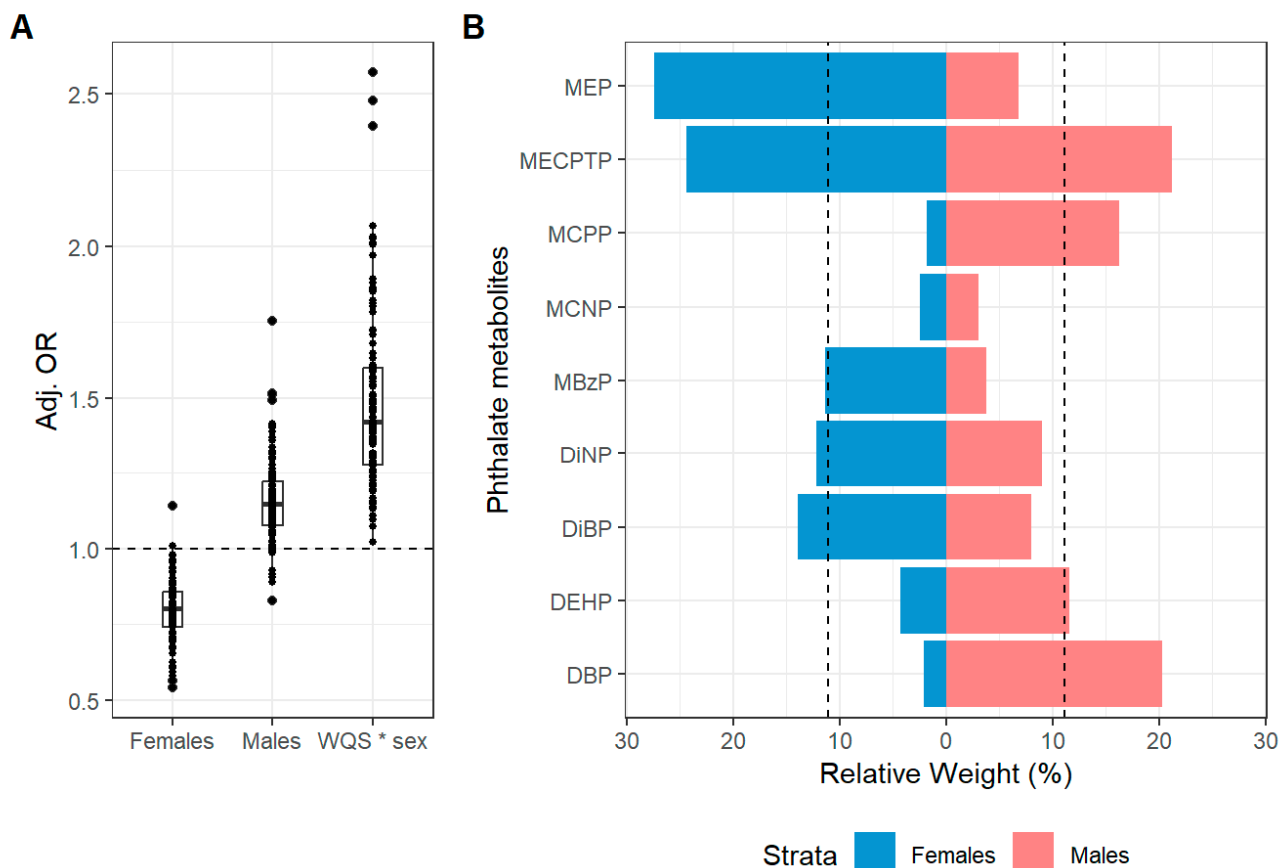 A
Adj. OR
2.5
2.0
1.5
1.0
0.5
Females Males WQS * sex
B
Phthalate metabolites
MEP
MECPTP
MCPP
MCNP
MBzP
DiNP
DiBP
DEHP
DBP
30 20 10 0 10 20 30
Relative Weight (%)
Strata Females Males